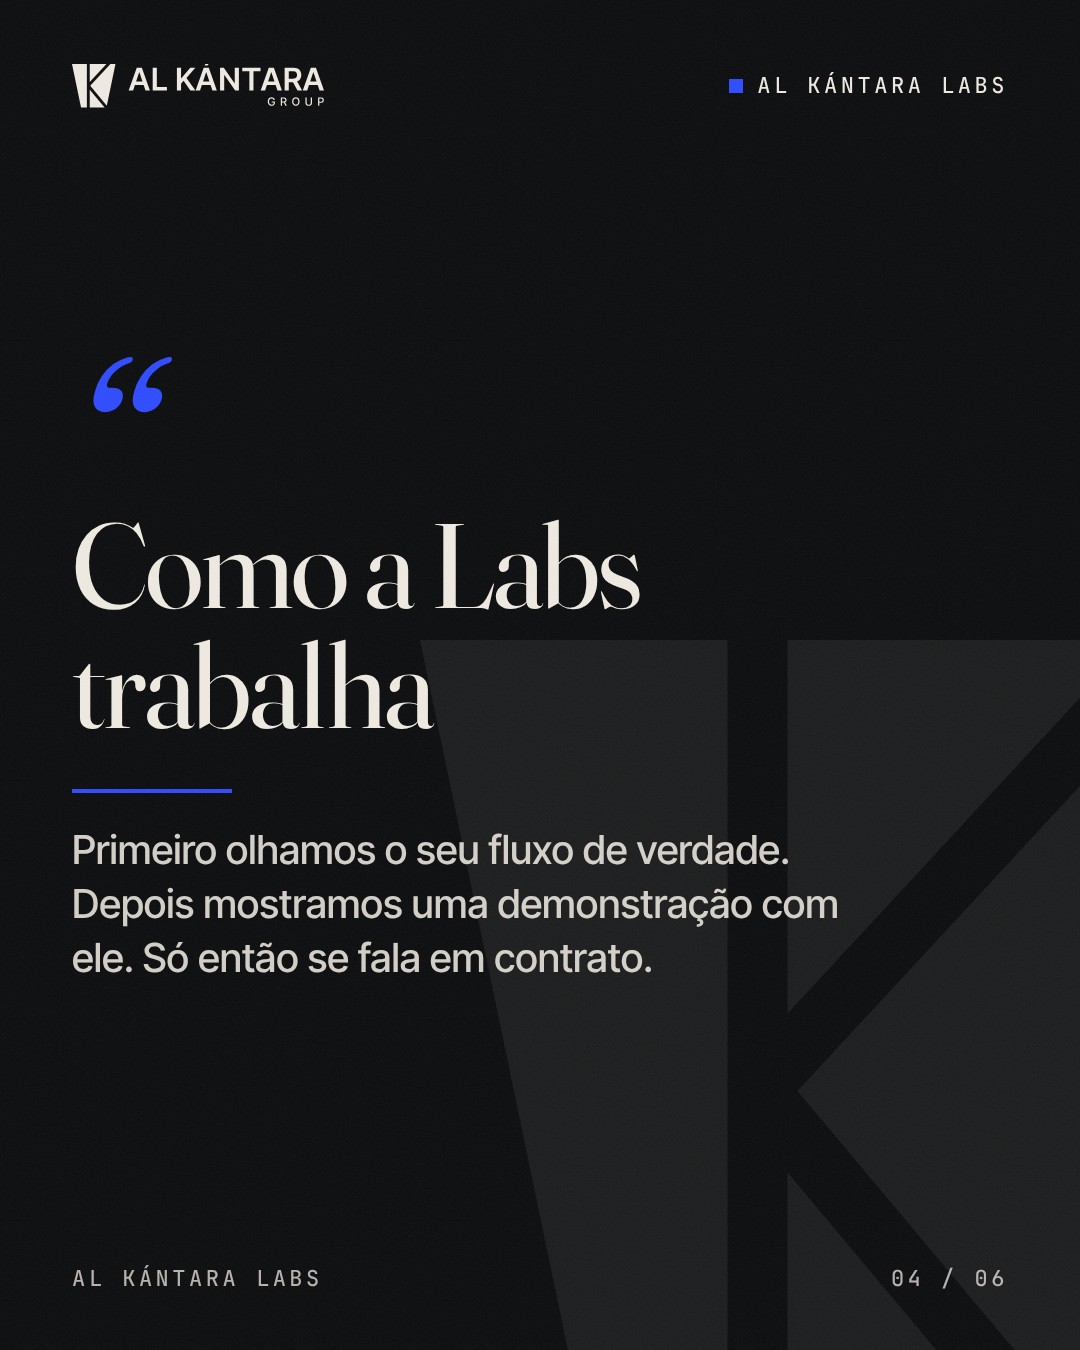 AL KÁNTARA
GROUP
AL KÁNTARA LABS
“
Como a Labs
trabalha
Primeiro olhamos o seu fluxo de verdade.
Depois mostramos uma demonstração com
ele. Só então se fala em contrato.
AL KÁNTARA LABS
04 / 06